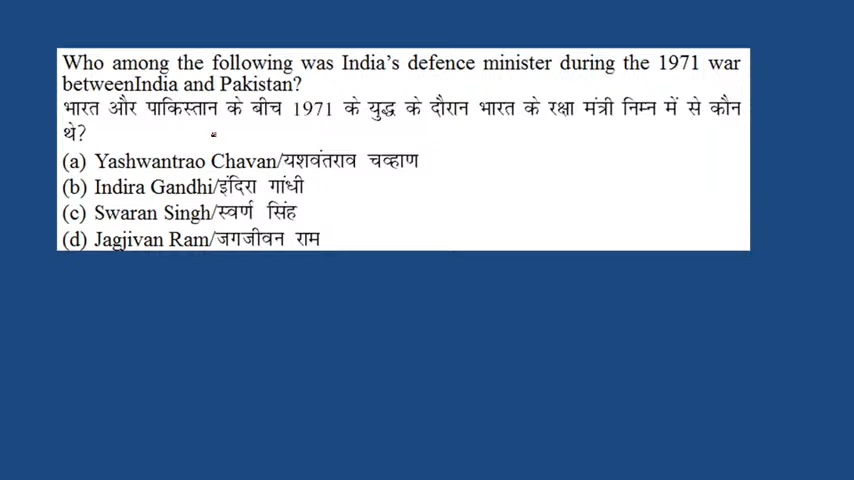 Who among the following was India's defence minister during the 1971 war
betweenIndia and Pakistan?
भारत और पाकिस्तान के बीच 1971 के युद्ध के दौरान भारत के रक्षा मंत्री निम्न में से कौन
थे?
(a) Yashwantrao Chavan/यशवंतराव चव्हाण
(b) Indira Gandhi/इंदिरा गांधी
(c) Swaran Singh/स्वर्ण सिंह
(d) Jagjivan Ram/जगजीवन राम